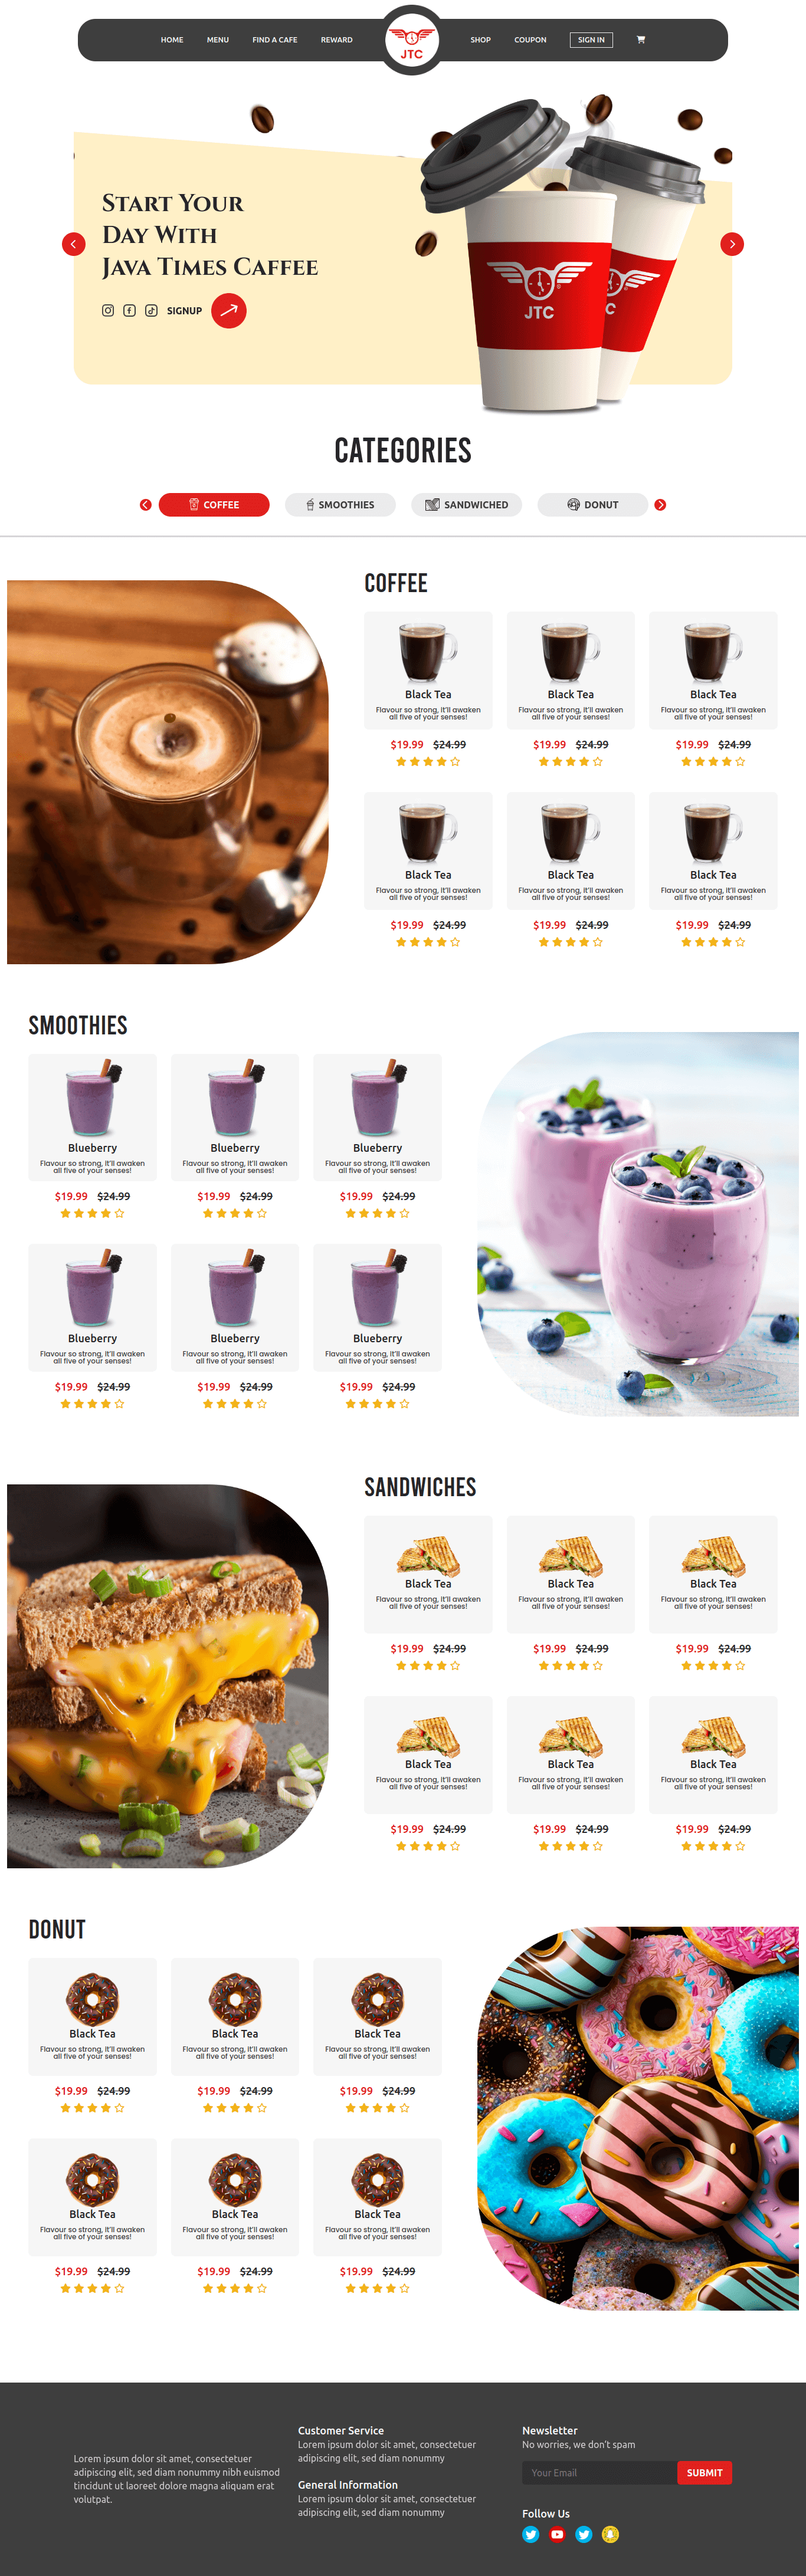 HOME MENU FIND A CAFE REWARD JTC SHOP COUPON SIGN IN
START YOUR
DAY WITH
JAVA TIMES CAFFEE
SIGNUP
JTC
JTC
CATEGORIES
COFFEE SMOOTHIES SANDWICHED DONUT
COFFEE
Black Tea Black Tea Black Tea
Flavour so strong, it'll awaken Flavour so strong, it'll awaken Flavour so strong, it'll awaken
all five of your senses! all five of your senses! all five of your senses!
$19.99 $24.99 $19.99 $24.99 $19.99 $24.99
Black Tea Black Tea Black Tea
Flavour so strong, it'll awaken Flavour so strong, it'll awaken Flavour so strong, it'll awaken
all five of your senses! all five of your senses! all five of your senses!
$19.99 $24.99 $19.99 $24.99 $19.99 $24.99
SMOOTHIES
Blueberry Blueberry Blueberry
Flavour so strong, it'll awaken Flavour so strong, it'll awaken Flavour so strong, it'll awaken
all five of your senses! all five of your senses! all five of your senses!
$19.99 $24.99 $19.99 $24.99 $19.99 $24.99
Blueberry Blueberry Blueberry
Flavour so strong, it'll awaken Flavour so strong, it'll awaken Flavour so strong, it'll awaken
all five of your senses! all five of your senses! all five of your senses!
$19.99 $24.99 $19.99 $24.99 $19.99 $24.99
SANDWICHES
Black Tea Black Tea Black Tea
Flavour so strong, it'll awaken Flavour so strong, it'll awaken Flavour so strong, it'll awaken
all five of your senses! all five of your senses! all five of your senses!
$19.99 $24.99 $19.99 $24.99 $19.99 $24.99
Black Tea Black Tea Black Tea
Flavour so strong, it'll awaken Flavour so strong, it'll awaken Flavour so strong, it'll awaken
all five of your senses! all five of your senses! all five of your senses!
$19.99 $24.99 $19.99 $24.99 $19.99 $24.99
DONUT
Black Tea Black Tea Black Tea
Flavour so strong, it'll awaken Flavour so strong, it'll awaken Flavour so strong, it'll awaken
all five of your senses! all five of your senses! all five of your senses!
$19.99 $24.99 $19.99 $24.99 $19.99 $24.99
Black Tea Black Tea Black Tea
Flavour so strong, it'll awaken Flavour so strong, it'll awaken Flavour so strong, it'll awaken
all five of your senses! all five of your senses! all five of your senses!
$19.99 $24.99 $19.99 $24.99 $19.99 $24.99
Lorem ipsum dolor sit amet, consectetuer
adipiscing elit, sed diam nonummy nibh euismod
tincidunt ut laoreet dolore magna aliquam erat
volutpat.
Customer Service
Lorem ipsum dolor sit amet, consectetuer
adipiscing elit, sed diam nonummy
General Information
Lorem ipsum dolor sit amet, consectetuer
adipiscing elit, sed diam nonummy
Newsletter
No worries, we don't spam
Your Email SUBMIT
Follow Us